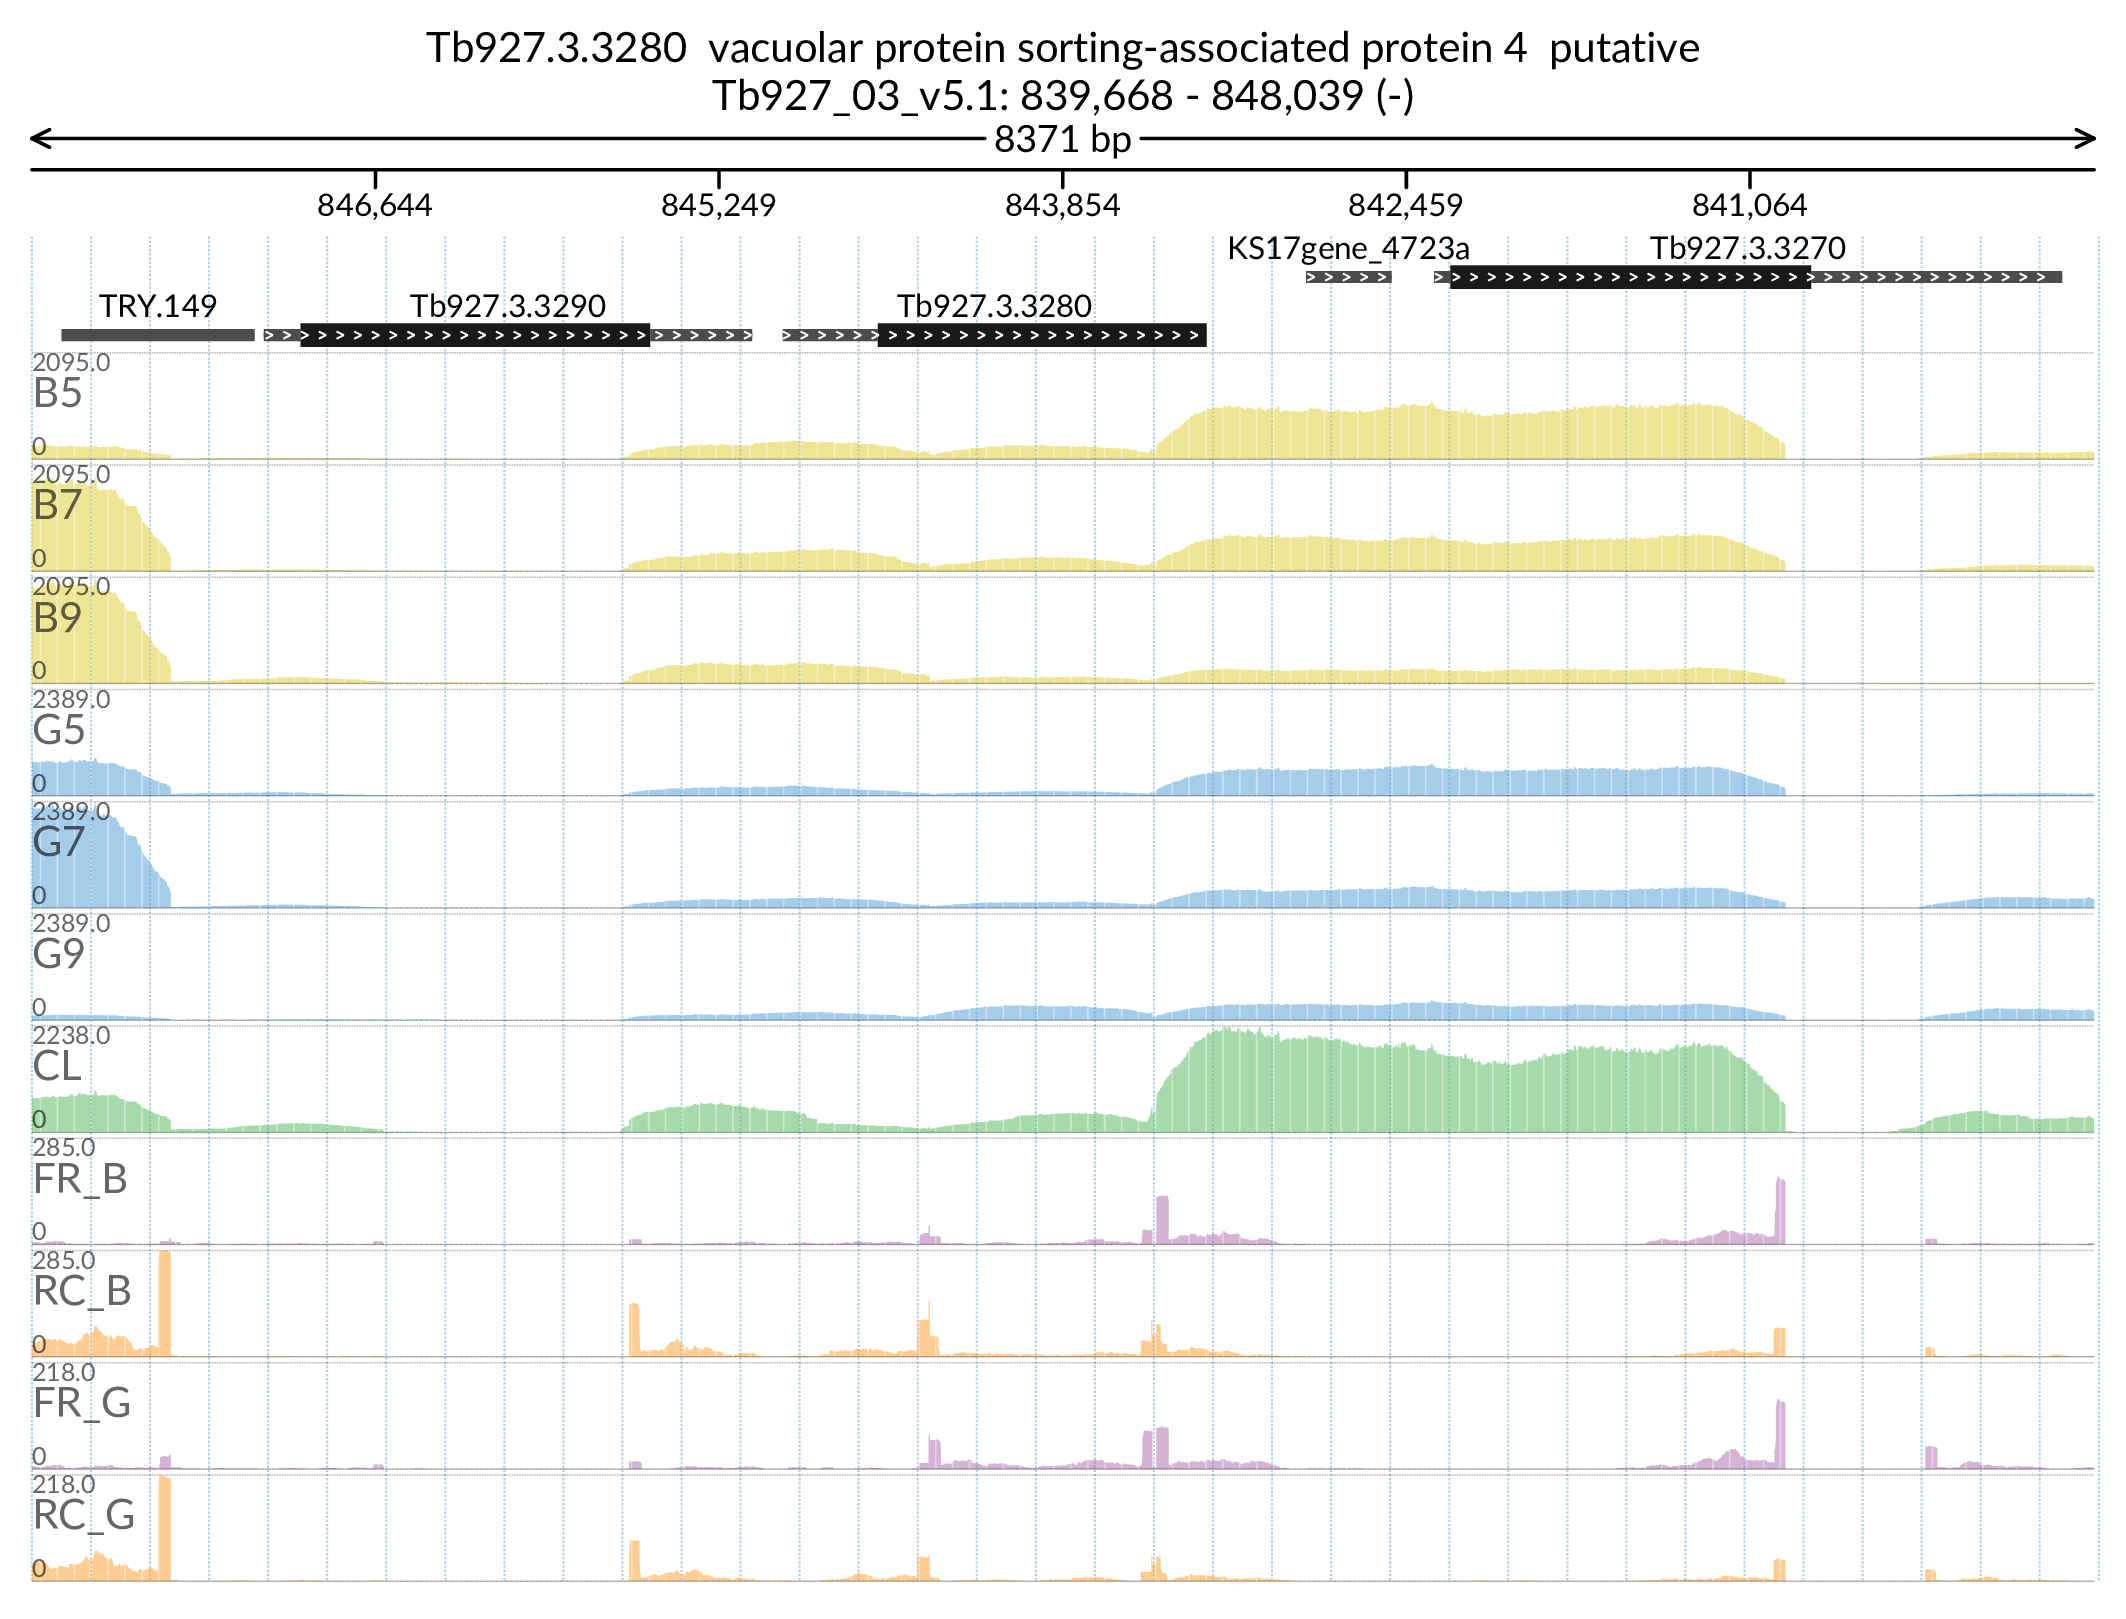 Tb927.3.3280 vacuolar protein sorting-associated protein 4 putative
Tb927_03_v5.1: 839,668 - 848,039 (-)
8371 bp
846,644 845,249 843,854 842,459 841,064
KS17gene_4723a Tb927.3.3270
TRY.149 Tb927.3.3290 Tb927.3.3280
2095.0
B5
0
2095.0
B7
0
2095.0
B9
0
2389.0
G5
0
2389.0
G7
0
2389.0
G9
0
2238.0
CL
0
285.0
FR_B
0
285.0
RC_B
0
218.0
FR_G
0
218.0
RC_G
0